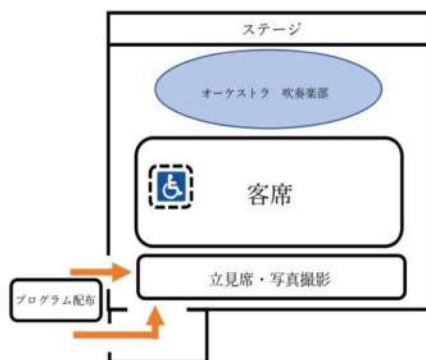 ステージ
オーケストラ 吹奏楽部
客席
立見席・写真撮影
プログラム配布